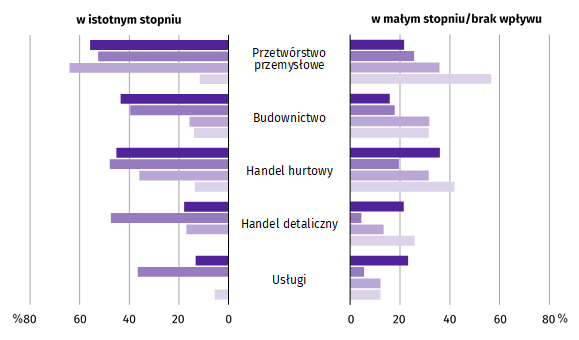 w istotnym stopniu
w małym stopniu/brak wpływu
Przetwórstwo
przemysłowe
Budownictwo
Handel hurtowy
Handel detaliczny
Usługi
%80 60 40 20 0
0 20 40 60 80 %